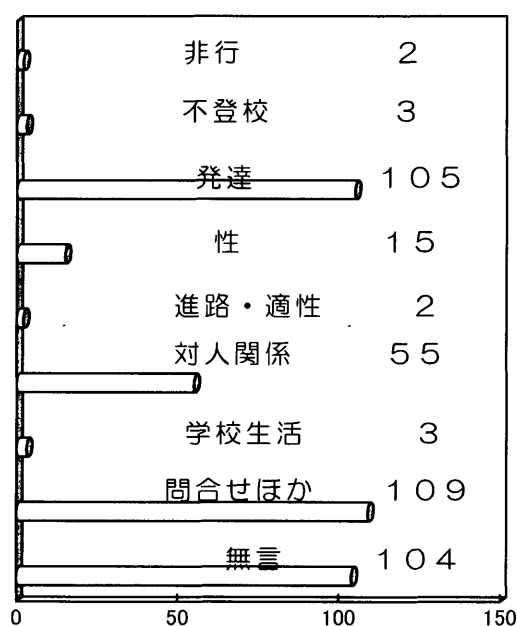 非行 2
不登校 3
発達 105
性 15
進路・適性 2
対人関係 55
学校生活 3
問合せほか 109
無言 104
0 50 100 150